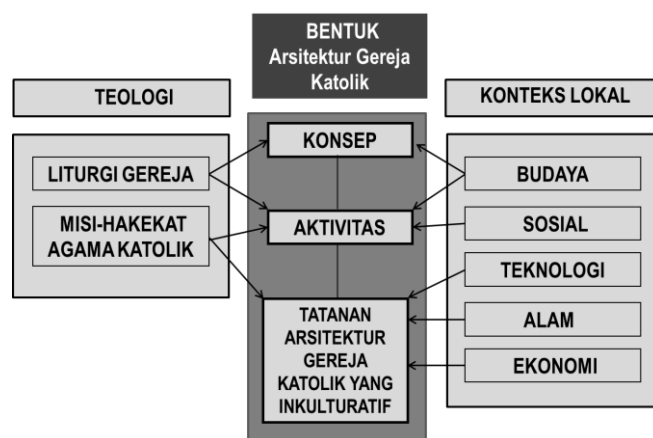 BENTUK
Arsitektur Gereja
Katolik
TEOLOGI
LITURGI GEREJA
MISI-HAKEKAT
AGAMA KATOLIK
KONSEP
AKTIVITAS
TATANAN
ARSITEKTUR
GEREJA
KATOLIK YANG
INKULTURATIF
KONTEKS LOKAL
BUDAYA
SOSIAL
TEKNOLOGI
ALAM
EKONOMI